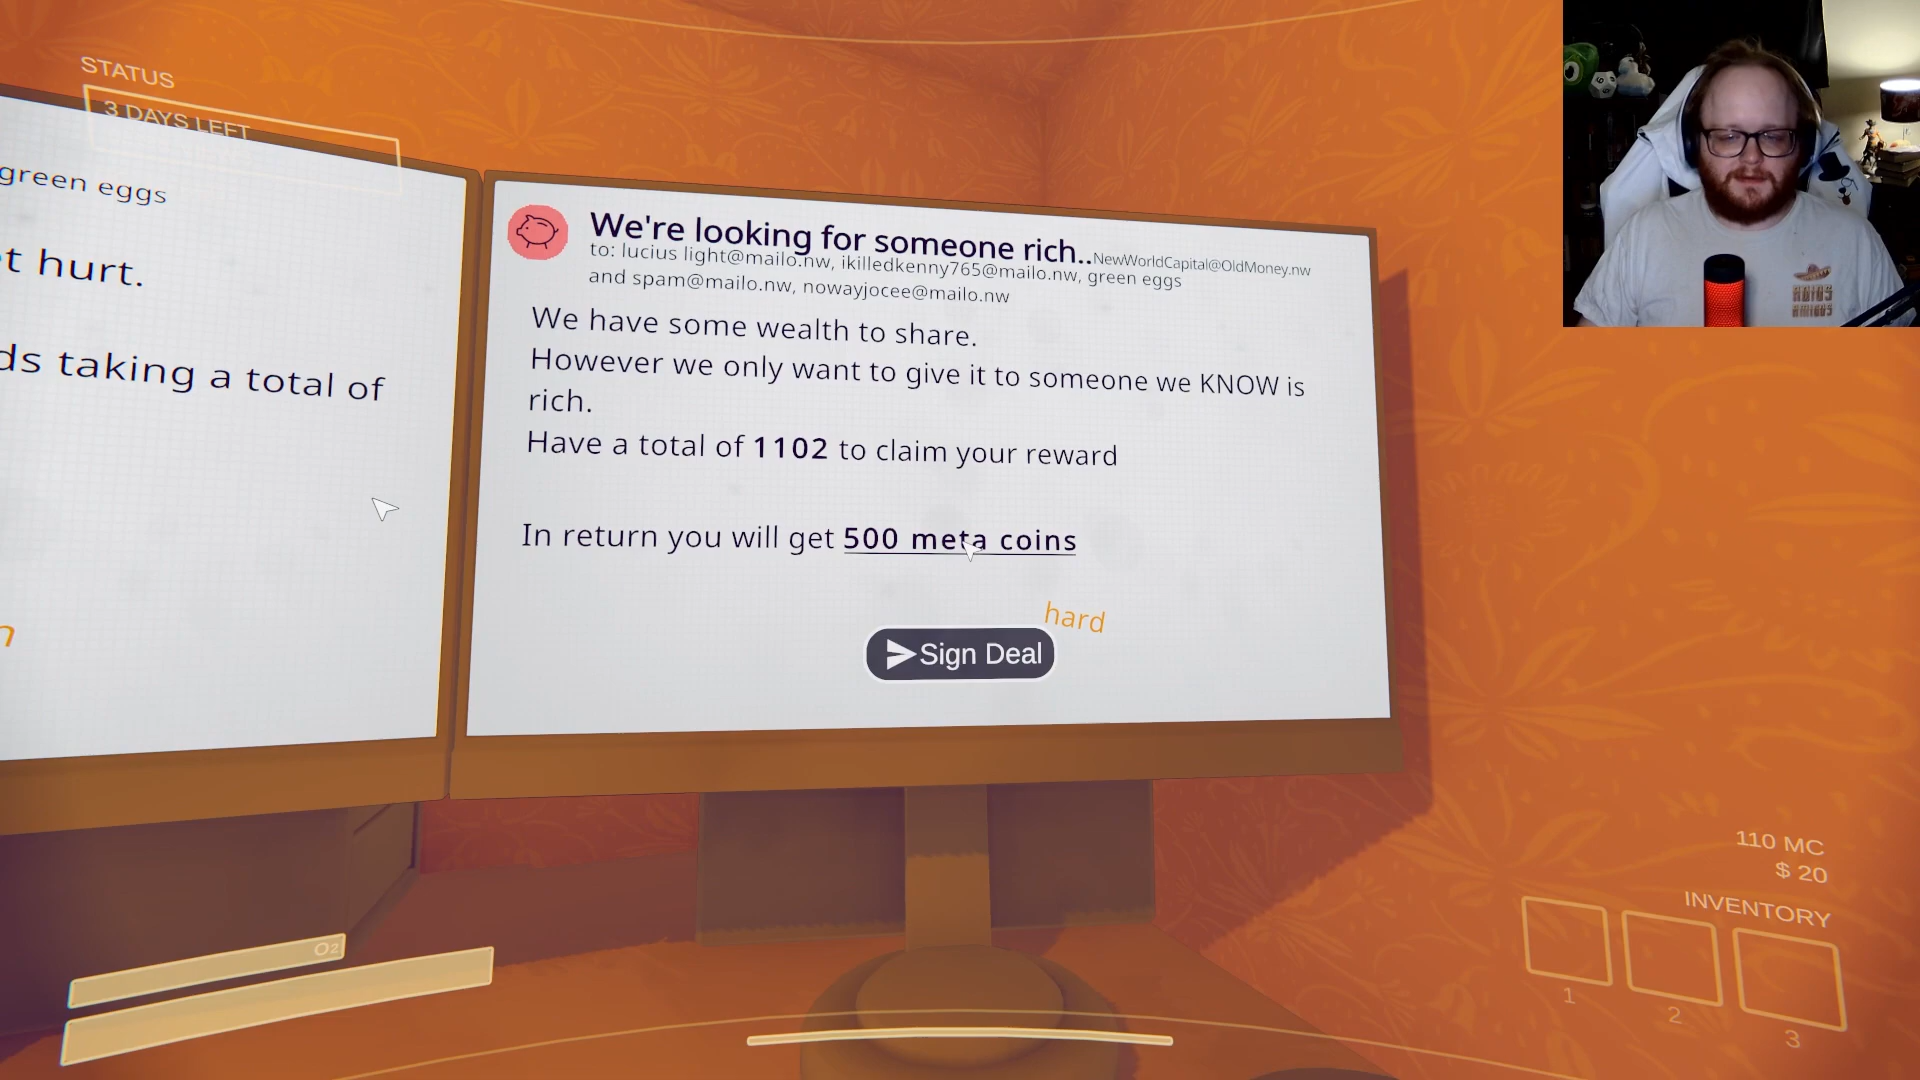 STATUS
3 DAYS LEFT
green eggs
t hurt.
ds taking a total of
n
We're looking for someone rich..
NewWorldCapital@OldMoney.nw
to: lucius light@mailo.nw, ikilledkenny765@mailo.nw, green eggs
and spam@mailo.nw, nowayjocee@mailo.nw
We have some wealth to share.
However we only want to give it to someone we KNOW is
rich.
Have a total of 1102 to claim your reward
In return you will get 500 meta coins
hard
Sign Deal
110 MC
$ 20
INVENTORY
1
2
3
O2